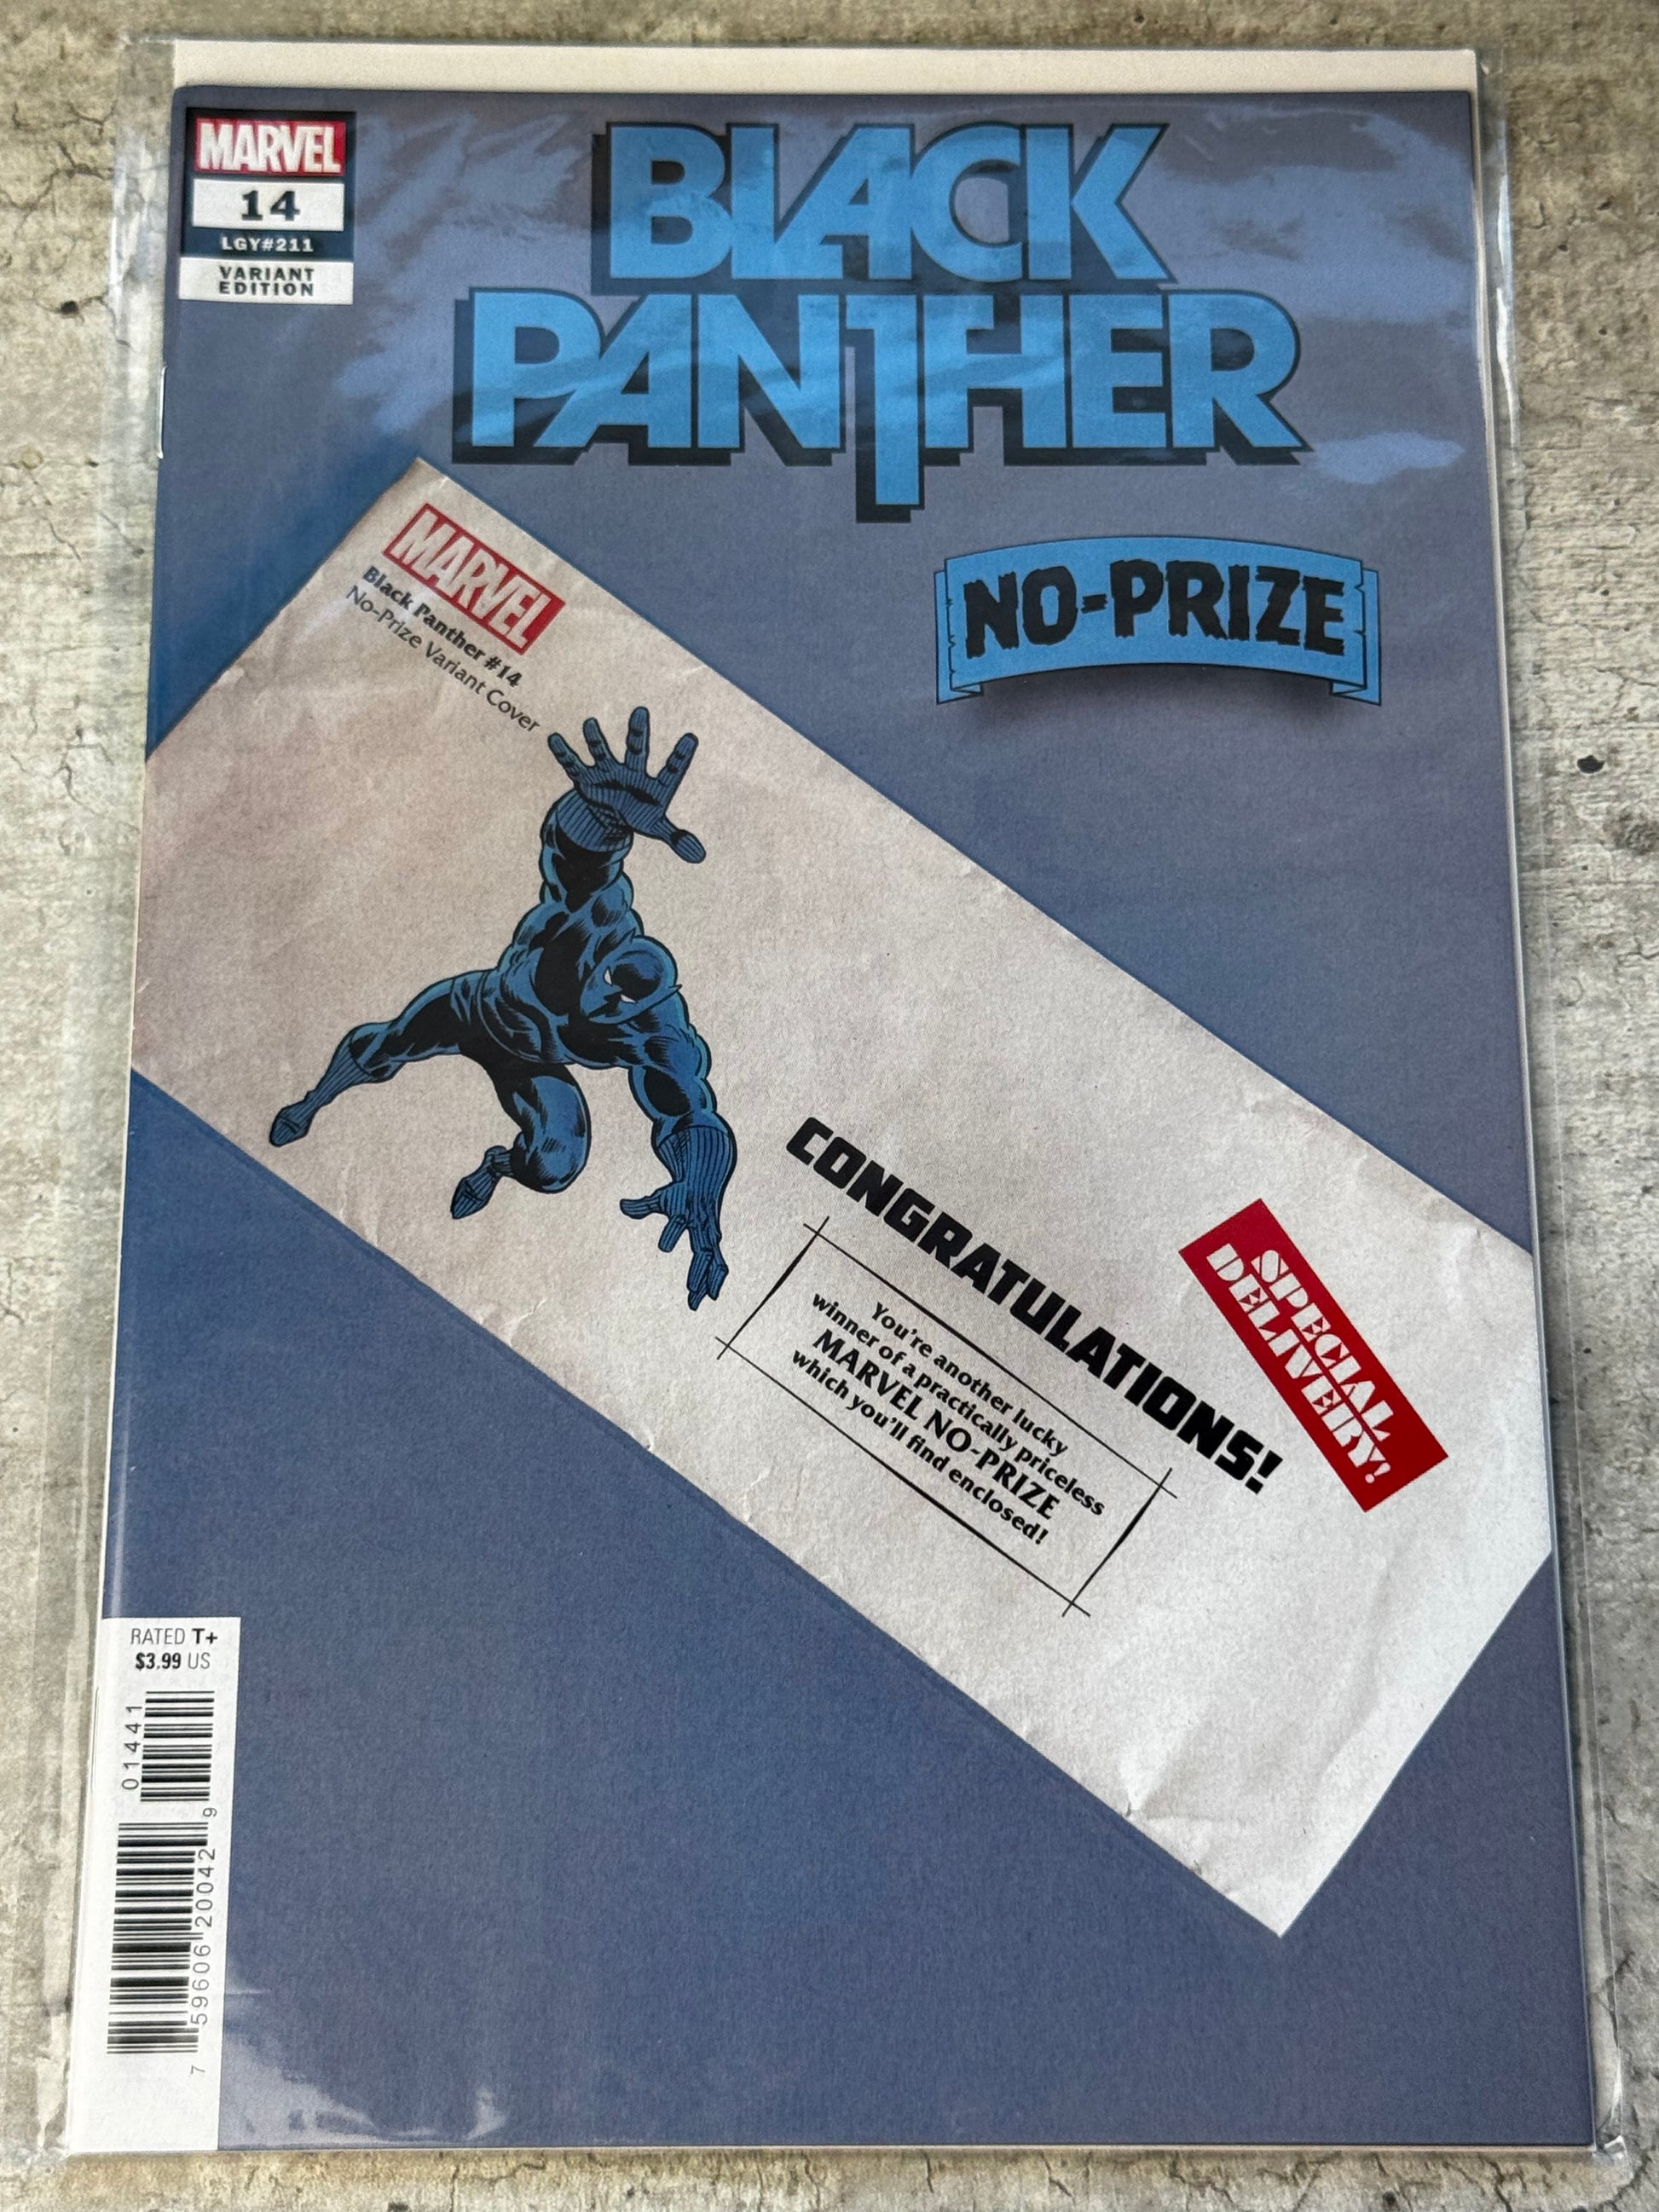 MARVEL
14
LGY#211
VARIANT
EDITION
BLACK
PANTHER
NO-PRIZE
MARVEL
Black Panther #14
No-Prize Variant Cover
CONGRATULATIONS!
You're another lucky
winner of a practically priceless
MARVEL NO-PRIZE
which you'll find enclosed!
SPECIAL
DELIVERY!
RATED T+
$3.99 US
01441
7 59606 20042 9